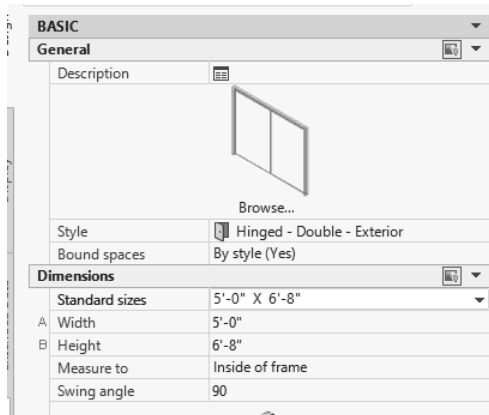 BASIC
General
Description
Browse...
Style Hinged - Double - Exterior
Bound spaces By style (Yes)
Dimensions
Standard sizes 5'-0" X 6'-8"
A Width 5'-0"
B Height 6'-8"
Measure to Inside of frame
Swing angle 90